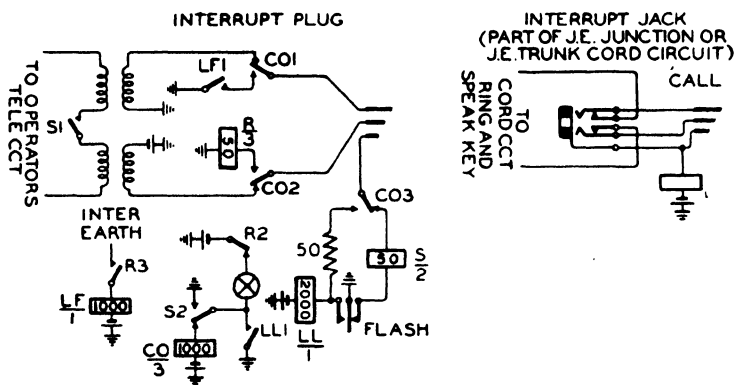 INTERRUPT PLUG
INTERRUPT JACK
(PART OF J.E. JUNCTION OR
J.E. TRUNK CORD CIRCUIT)
CALL
TO OPERATORS
TELE CCT
S1
LF1
CO1
R
3
50
CO2
TO
CORD CCT
RING AND
SPEAK KEY
CO3
INTER
EARTH
R3
LF
1
1000
R2
S2
CO
3
1000
LL1
50
50
S
2
2000
LL
1
FLASH